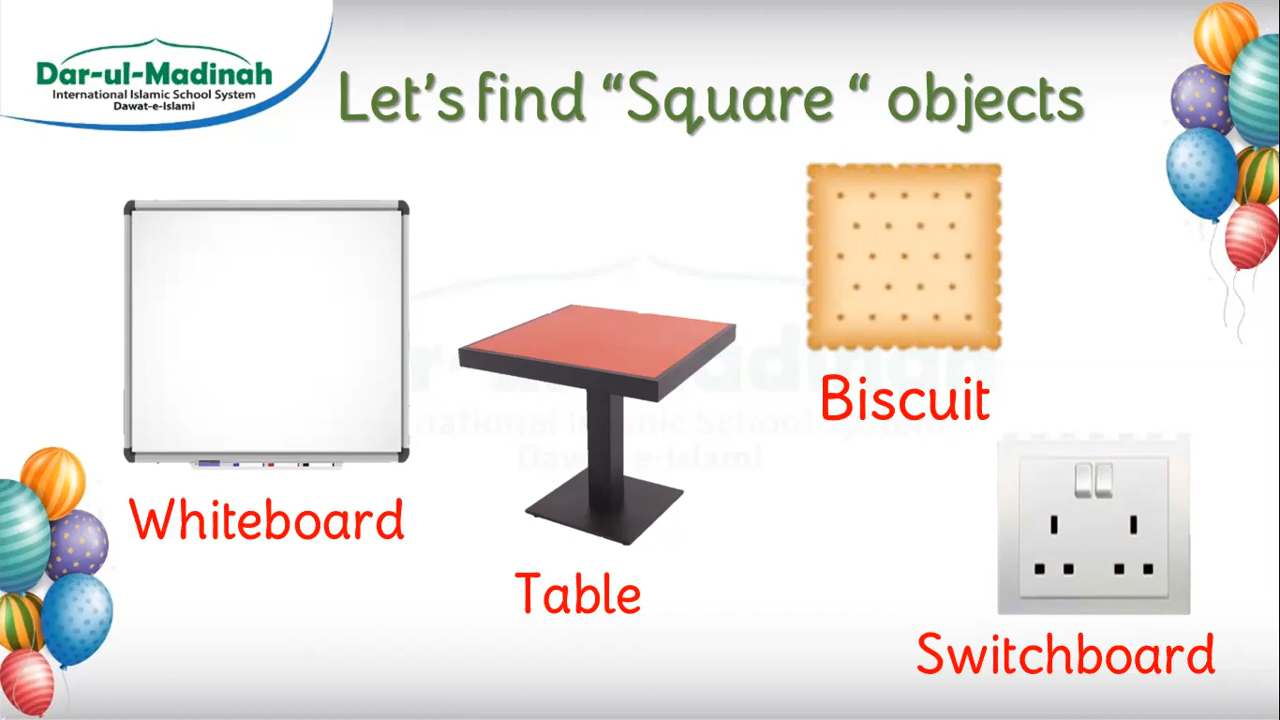 Dar-ul-Madinah
International Islamic School System
Dawat-e-Islami
Let's find “Square “ objects
Biscuit
Whiteboard
Table
Switchboard